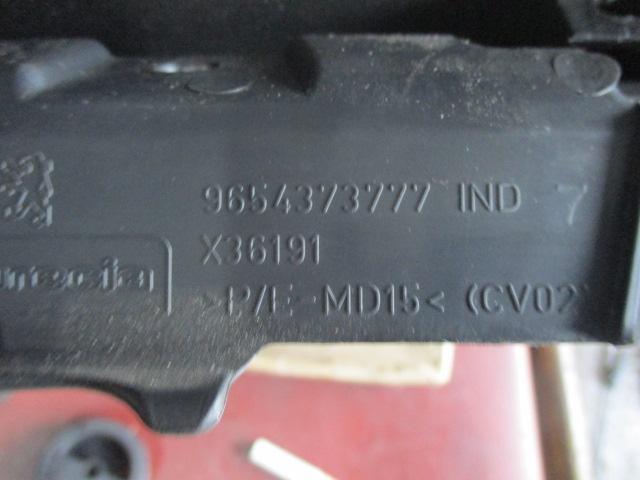 9654373777 IND 7
X36191
>P/E-MD15< (CV02)